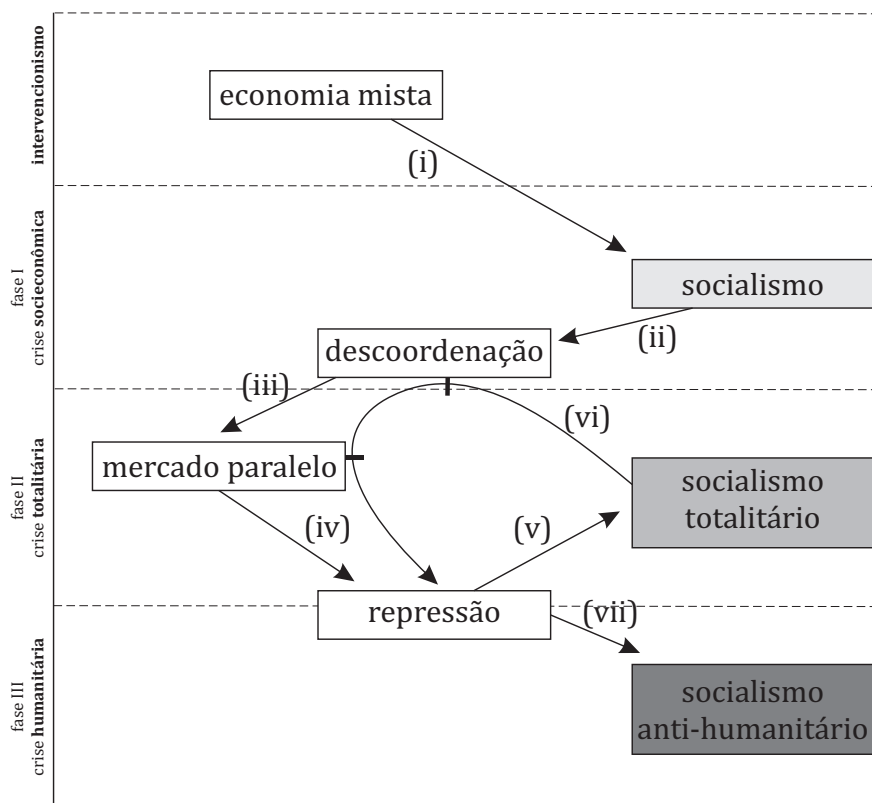 intervencionismo
economia mista
(i)
fase I
crise socieconômica
socialismo
(ii)
descoordenação
(iii)
fase II
crise totalitária
(vi)
mercado paralelo
socialismo
totalitário
(iv)
(v)
repressão
(vii)
fase III
crise humanitária
socialismo
anti-humanitário